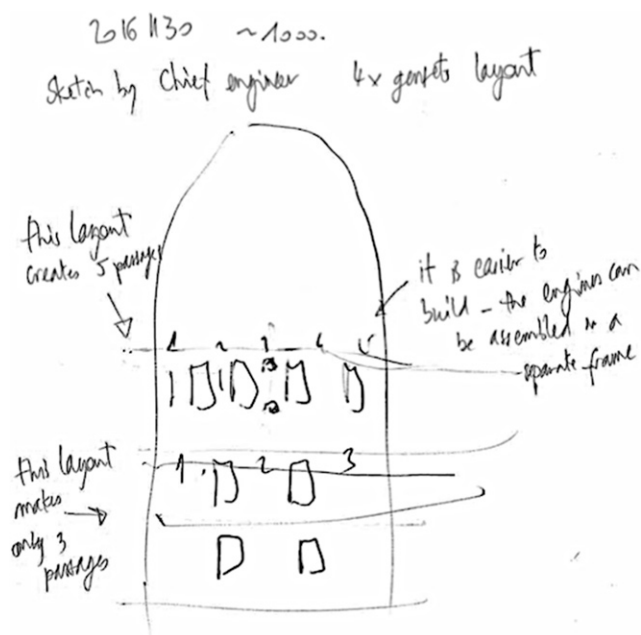 2016 1130 ~1000.
Sketch by Chief engineer 4x gensets layout
this layout
creates 5 passages
it is easier to
build - the engines can
be assembled in a
separate frame
1 2 3 4 5
this layout
makes
only 3
passages
1 2 3